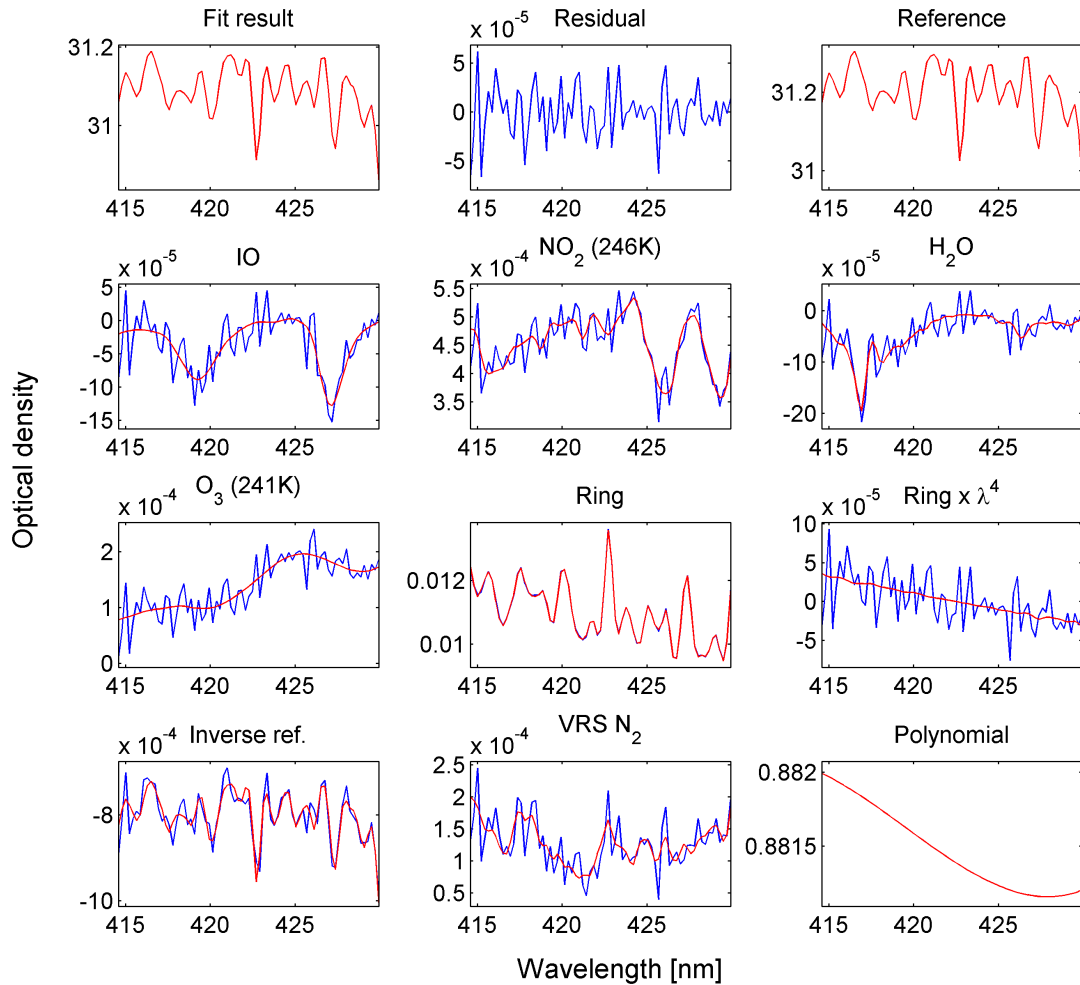 Fit result
31.2
31
415 420 425
Residual
x 10^-5
5
0
-5
415 420 425
Reference
31.2
31
415 420 425
IO
x 10^-5
5
0
-5
-10
-15
415 420 425
NO₂ (246K)
x 10^-4
5.5
5
4.5
4
3.5
415 420 425
H₂O
x 10^-5
0
-10
-20
415 420 425
Optical density
O₃ (241K)
x 10^-4
2
1
0
415 420 425
Ring
0.012
0.01
415 420 425
Ring x λ⁴
x 10^-5
10
5
0
-5
415 420 425
Inverse ref.
x 10^-4
-8
-10
415 420 425
VRS N₂
x 10^-4
2.5
2
1.5
1
0.5
415 420 425
Polynomial
0.882
0.8815
415 420 425
Wavelength [nm]